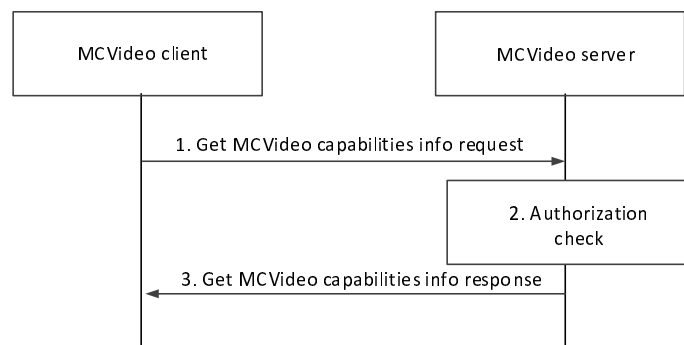 MCVideo client
MCVideo server
1. Get MCVideo capabilities info request
2. Authorization
check
3. Get MCVideo capabilities info response